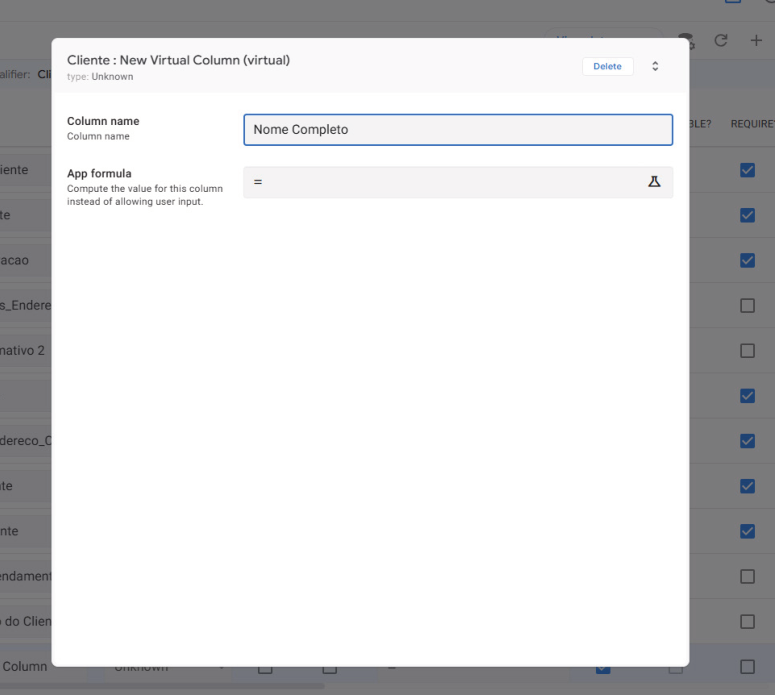 Cliente : New Virtual Column (virtual)
type: Unknown
Delete
Column name
Column name
Nome Completo
App formula
Compute the value for this column
instead of allowing user input.
=
alifier: Cli
BLE?
REQUIRE
iente
te
acao
s_Endere
nativo 2
dereco_C
te
nte
endament
do Clien
Column
Unknown
=